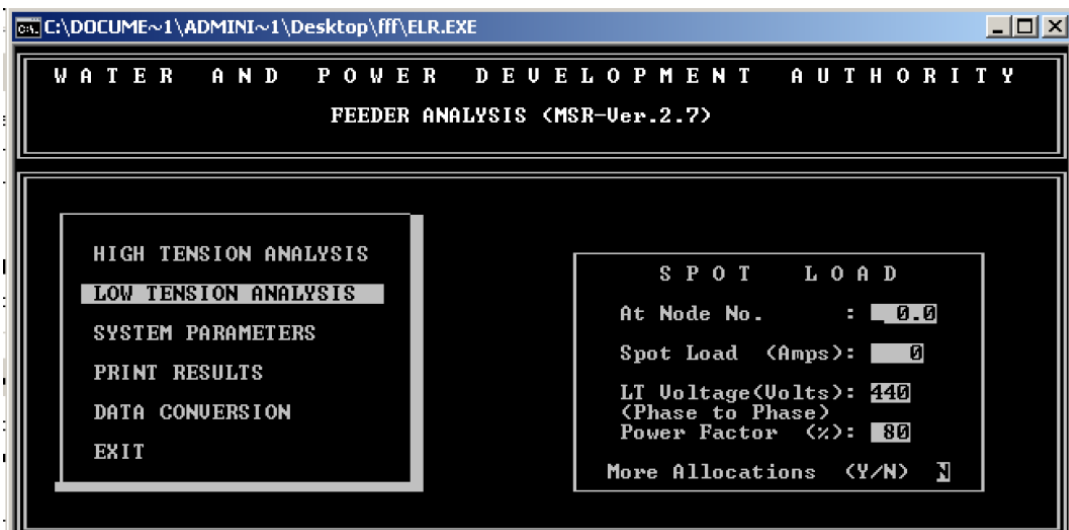 C:\DOCUME~1\ADMINI~1\Desktop\fff\ELR.EXE
W A T E R   A N D   P O W E R   D E V E L O P M E N T   A U T H O R I T Y
FEEDER ANALYSIS (MSR-Ver.2.7)
HIGH TENSION ANALYSIS
LOW TENSION ANALYSIS
SYSTEM PARAMETERS
PRINT RESULTS
DATA CONVERSION
EXIT
S P O T   L O A D
At Node No. : 0.0
Spot Load (Amps): 0
LT Voltage(Volts): 440
(Phase to Phase)
Power Factor (%): 80
More Allocations (Y/N) N